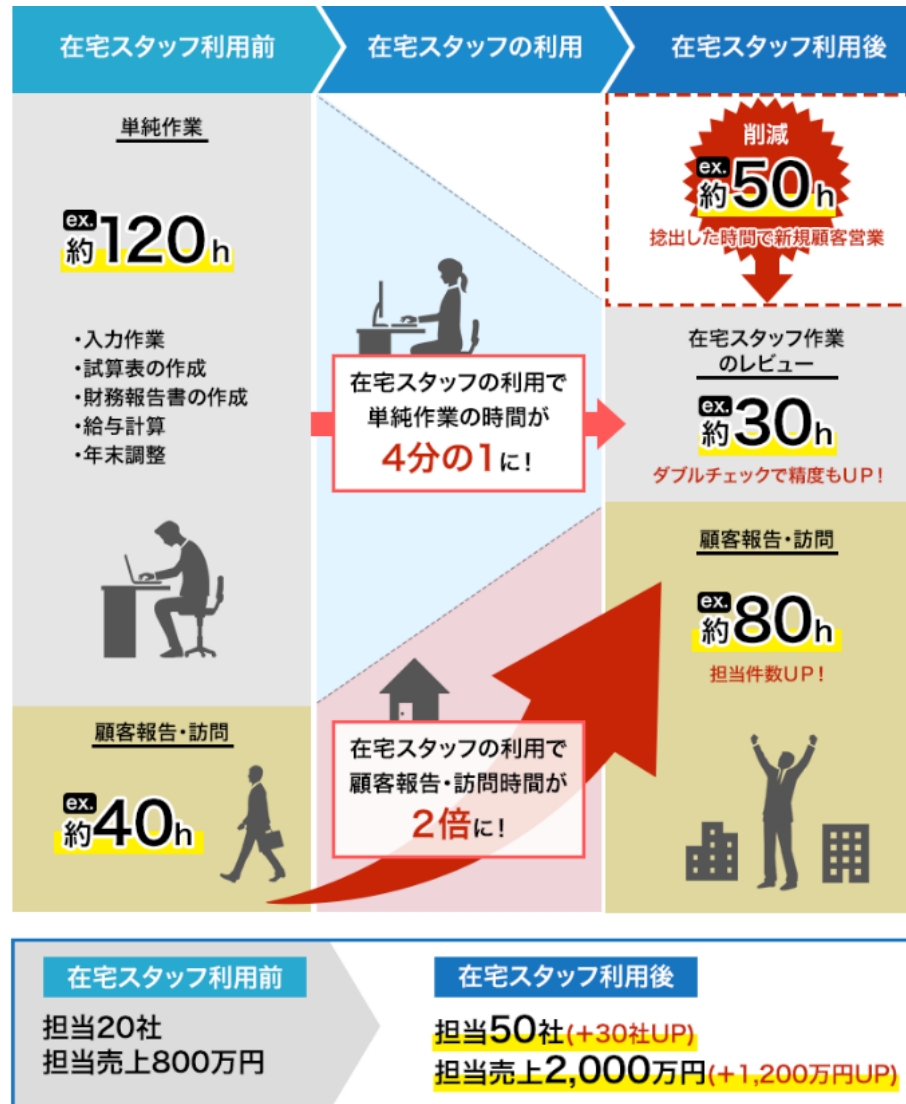 在宅スタッフ利用前
在宅スタッフの利用
在宅スタッフ利用後
単純作業
ex.
約120h
・入力作業
・試算表の作成
・財務報告書の作成
・給与計算
・年末調整
顧客報告・訪問
ex.
約40h
在宅スタッフの利用で
単純作業の時間が
4分の1に!
在宅スタッフの利用で
顧客報告・訪問時間が
2倍に!
削減
ex.
約50h
捻出した時間で新規顧客営業
在宅スタッフ作業
のレビュー
ex.
約30h
ダブルチェックで精度もUP!
顧客報告・訪問
ex.
約80h
担当件数UP!
在宅スタッフ利用前
担当20社
担当売上800万円
在宅スタッフ利用後
担当50社(+30社UP)
担当売上2,000万円(+1,200万円UP)